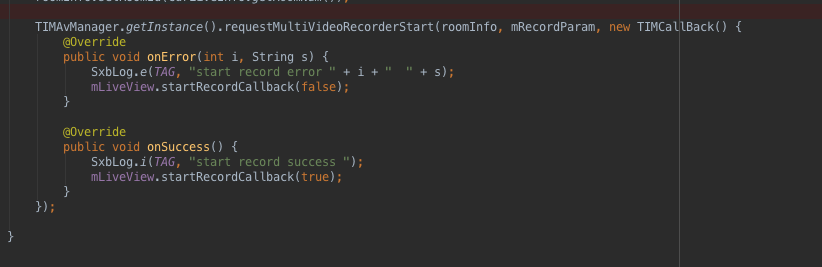 TIMAvManager.getInstance().requestMultiVideoRecorderStart(roomInfo, mRecordParam, new TIMCallBack() {
@Override
public void onError(int i, String s) {
SxbLog.e(TAG, "start record error " + i + "  " + s);
mLiveView.startRecordCallback(false);
}
@Override
public void onSuccess() {
SxbLog.i(TAG, "start record success ");
mLiveView.startRecordCallback(true);
}
});
}